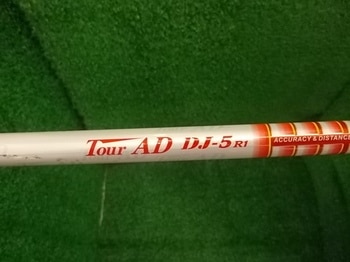 Tour AD DJ-5 R1
ACCURACY & DISTANCE